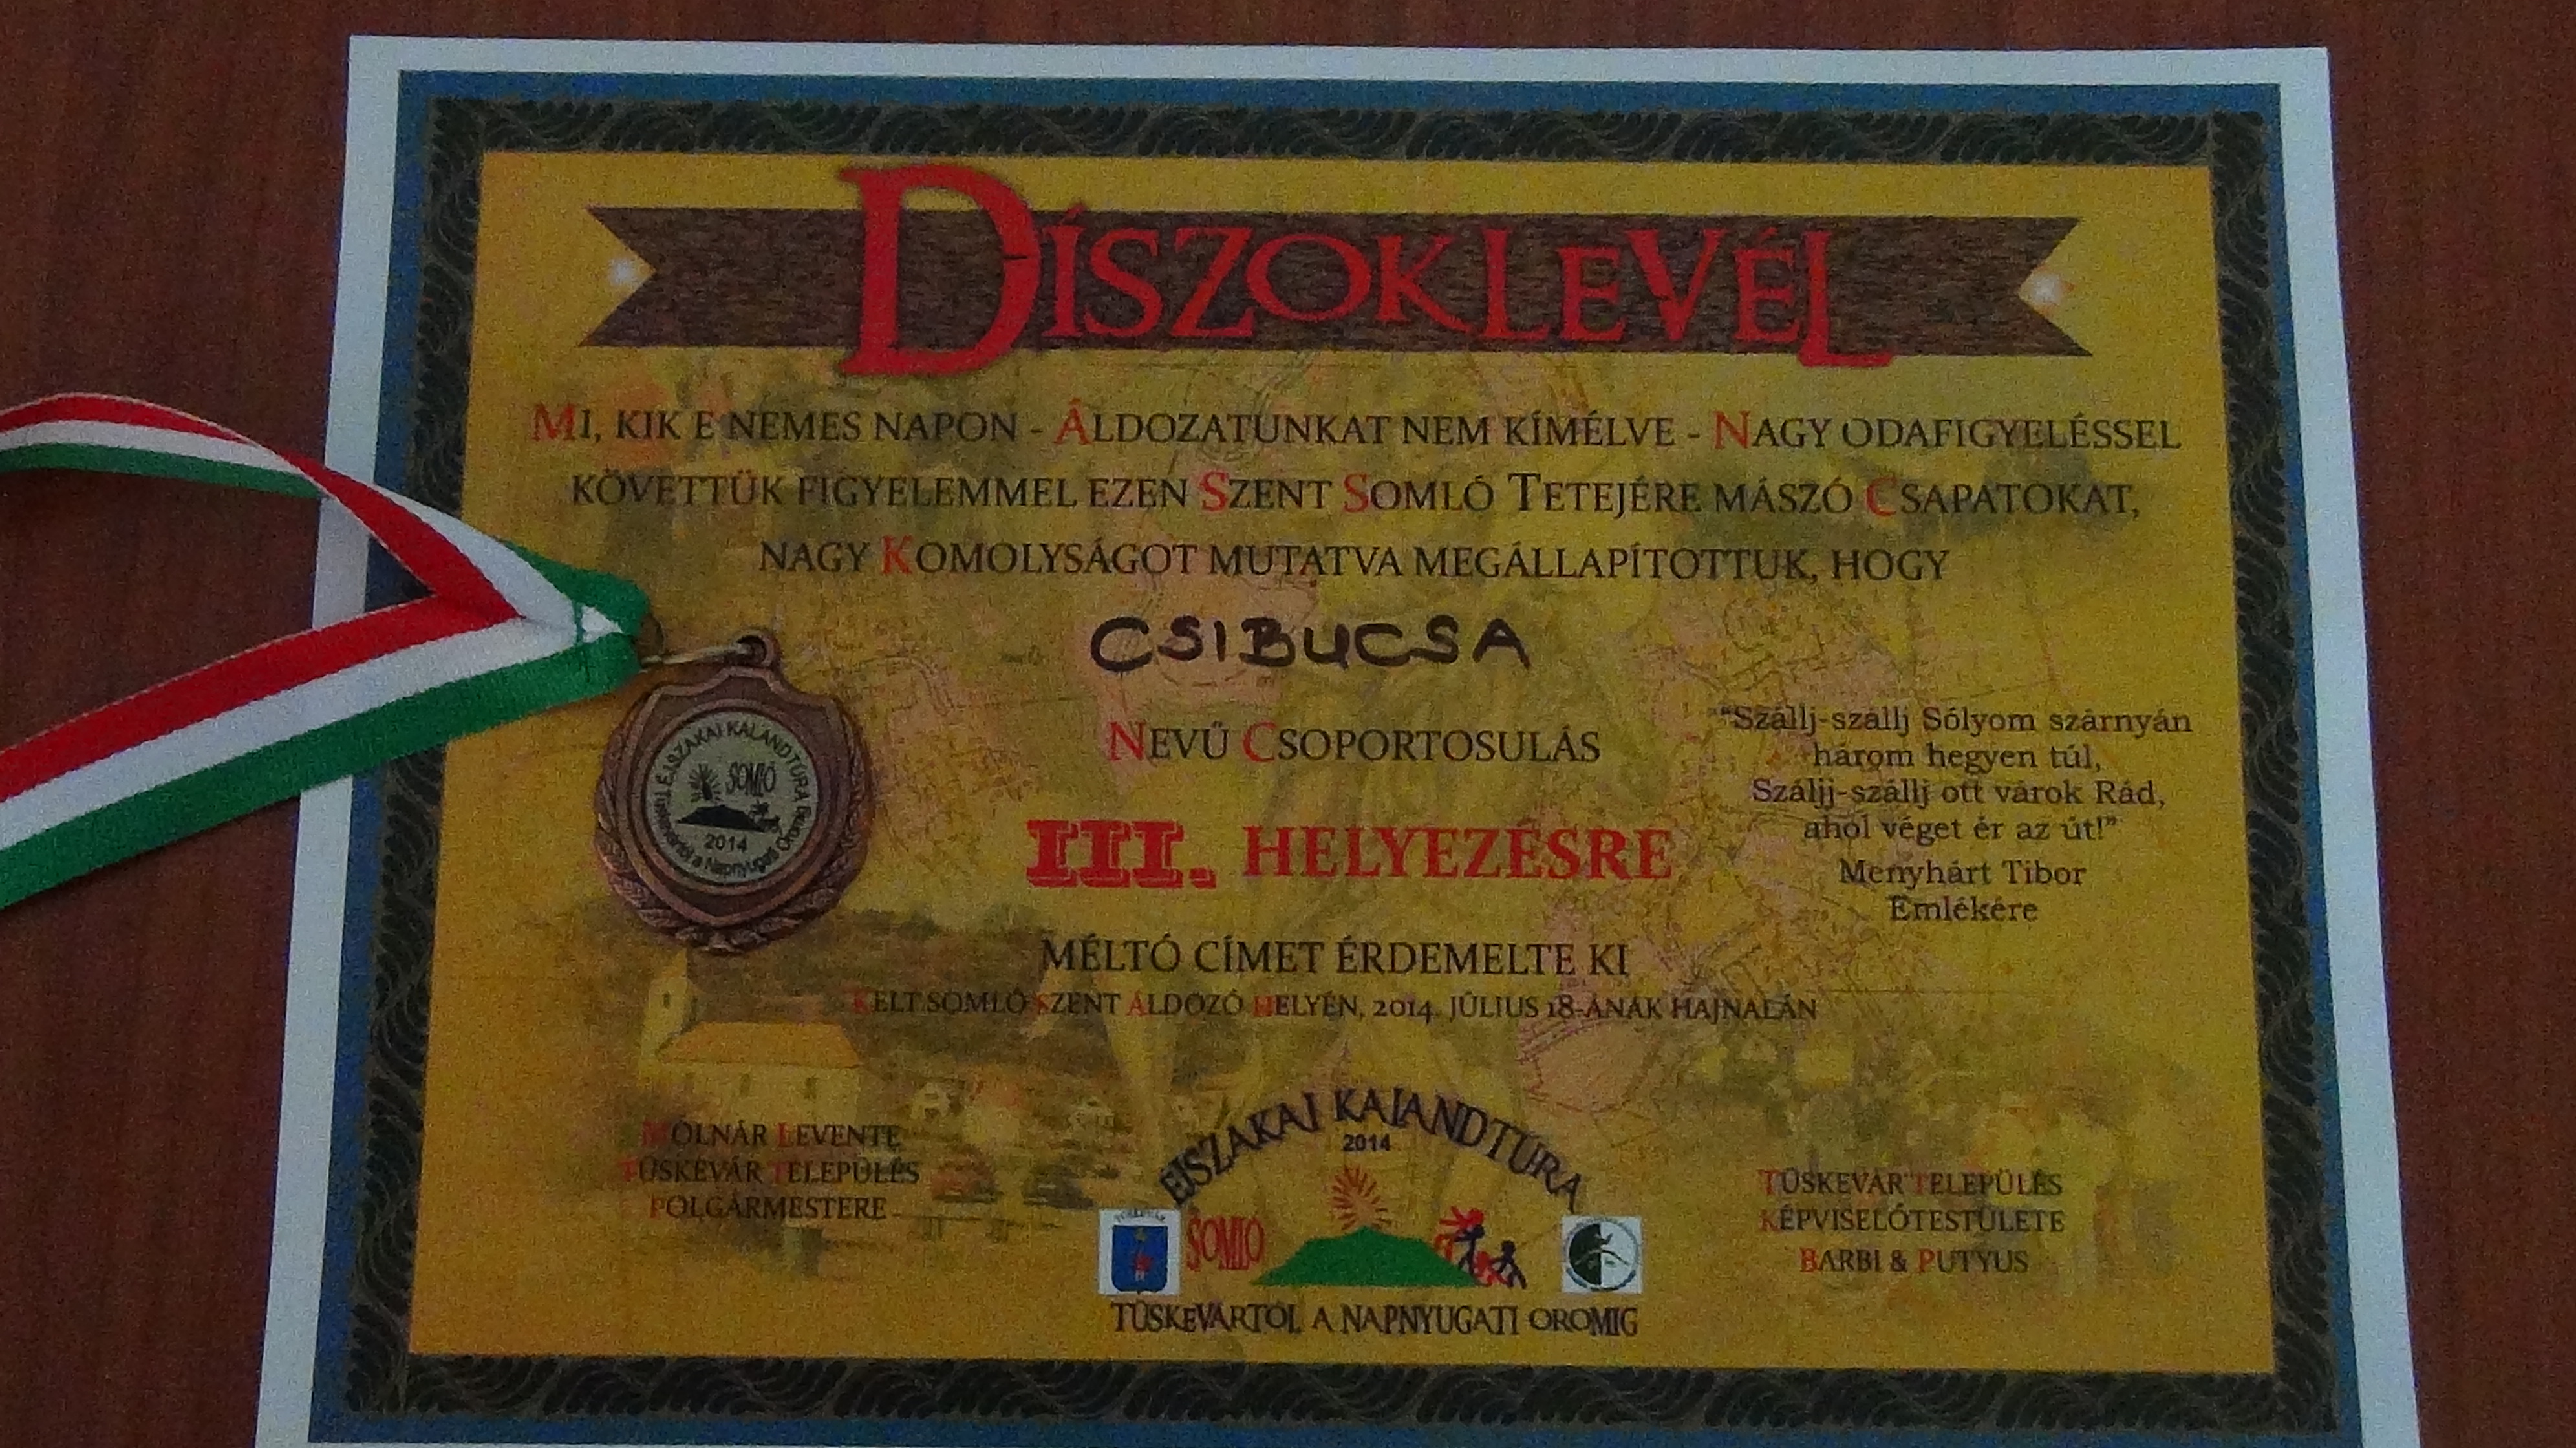 DÍSZOKLEVÉL
MI, KIK E NEMES NAPON - ÁLDOZATUNKAT NEM KÍMÉLVE - NAGY ODAFIGYELÉSSEL
KÖVETTÜK FIGYELEMMEL EZEN SZENT SOMLÓ TETEJÉRE MÁSZÓ CSAPATOKAT,
NAGY KOMOLYSÁGOT MUTATVA MEGÁLLAPÍTOTTUK, HOGY
CSIBUCSA
NEVŰ CSOPORTOSULÁS
III. HELYEZÉSRE
MÉLTÓ CÍMET ÉRDEMELTE KI
KELT SOMLÓ SZENT ÁLDOZÓ HELYÉN, 2014. JÚLIUS 18-ÁNAK HAJNALÁN
"Szállj-szállj Sólyom szárnyán
három hegyen túl,
Szállj-szállj ott várok Rád,
ahol véget ér az út!"
Menyhárt Tibor
Emlékére
ÉJSZAKAI KALANDTÚRA
SOMLÓ
2014
Tüskevártól a Napnyugati Oromig
MOLNÁR LEVENTE
TÜSKEVÁR TELEPÜLÉS
POLGÁRMESTERE
ÉJSZAKAI KALANDTÚRA
2014
SOMLÓ
TÜSKEVÁRTÓL A NAPNYUGATI OROMIG
TÜSKEVÁR TELEPÜLÉS
KÉPVISELŐTESTÜLETE
BARBI & PUTYUS